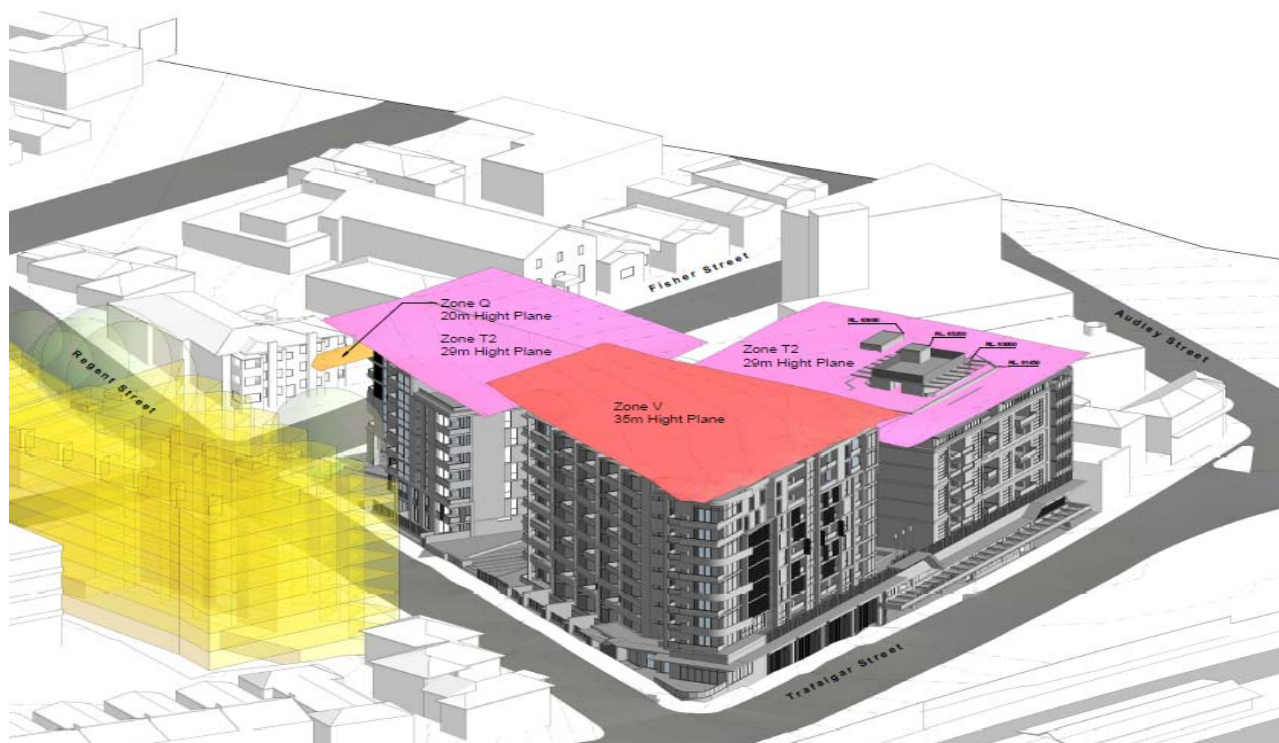 Fisher Street
Zone Q
20m Hight Plane
Zone T2
29m Hight Plane
Regent Street
Zone V
35m Hight Plane
Zone T2
29m Hight Plane
Audley Street
Trafalgar Street